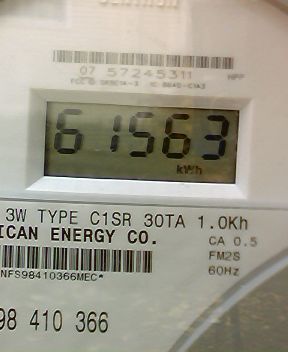 07 57245311 HPP
61563
kWh
3W TYPE C1SR 30TA 1.0Kh
ICAN ENERGY CO.
CA 0.5
FM2S
60Hz
NFS98410366MEC*
98 410 366